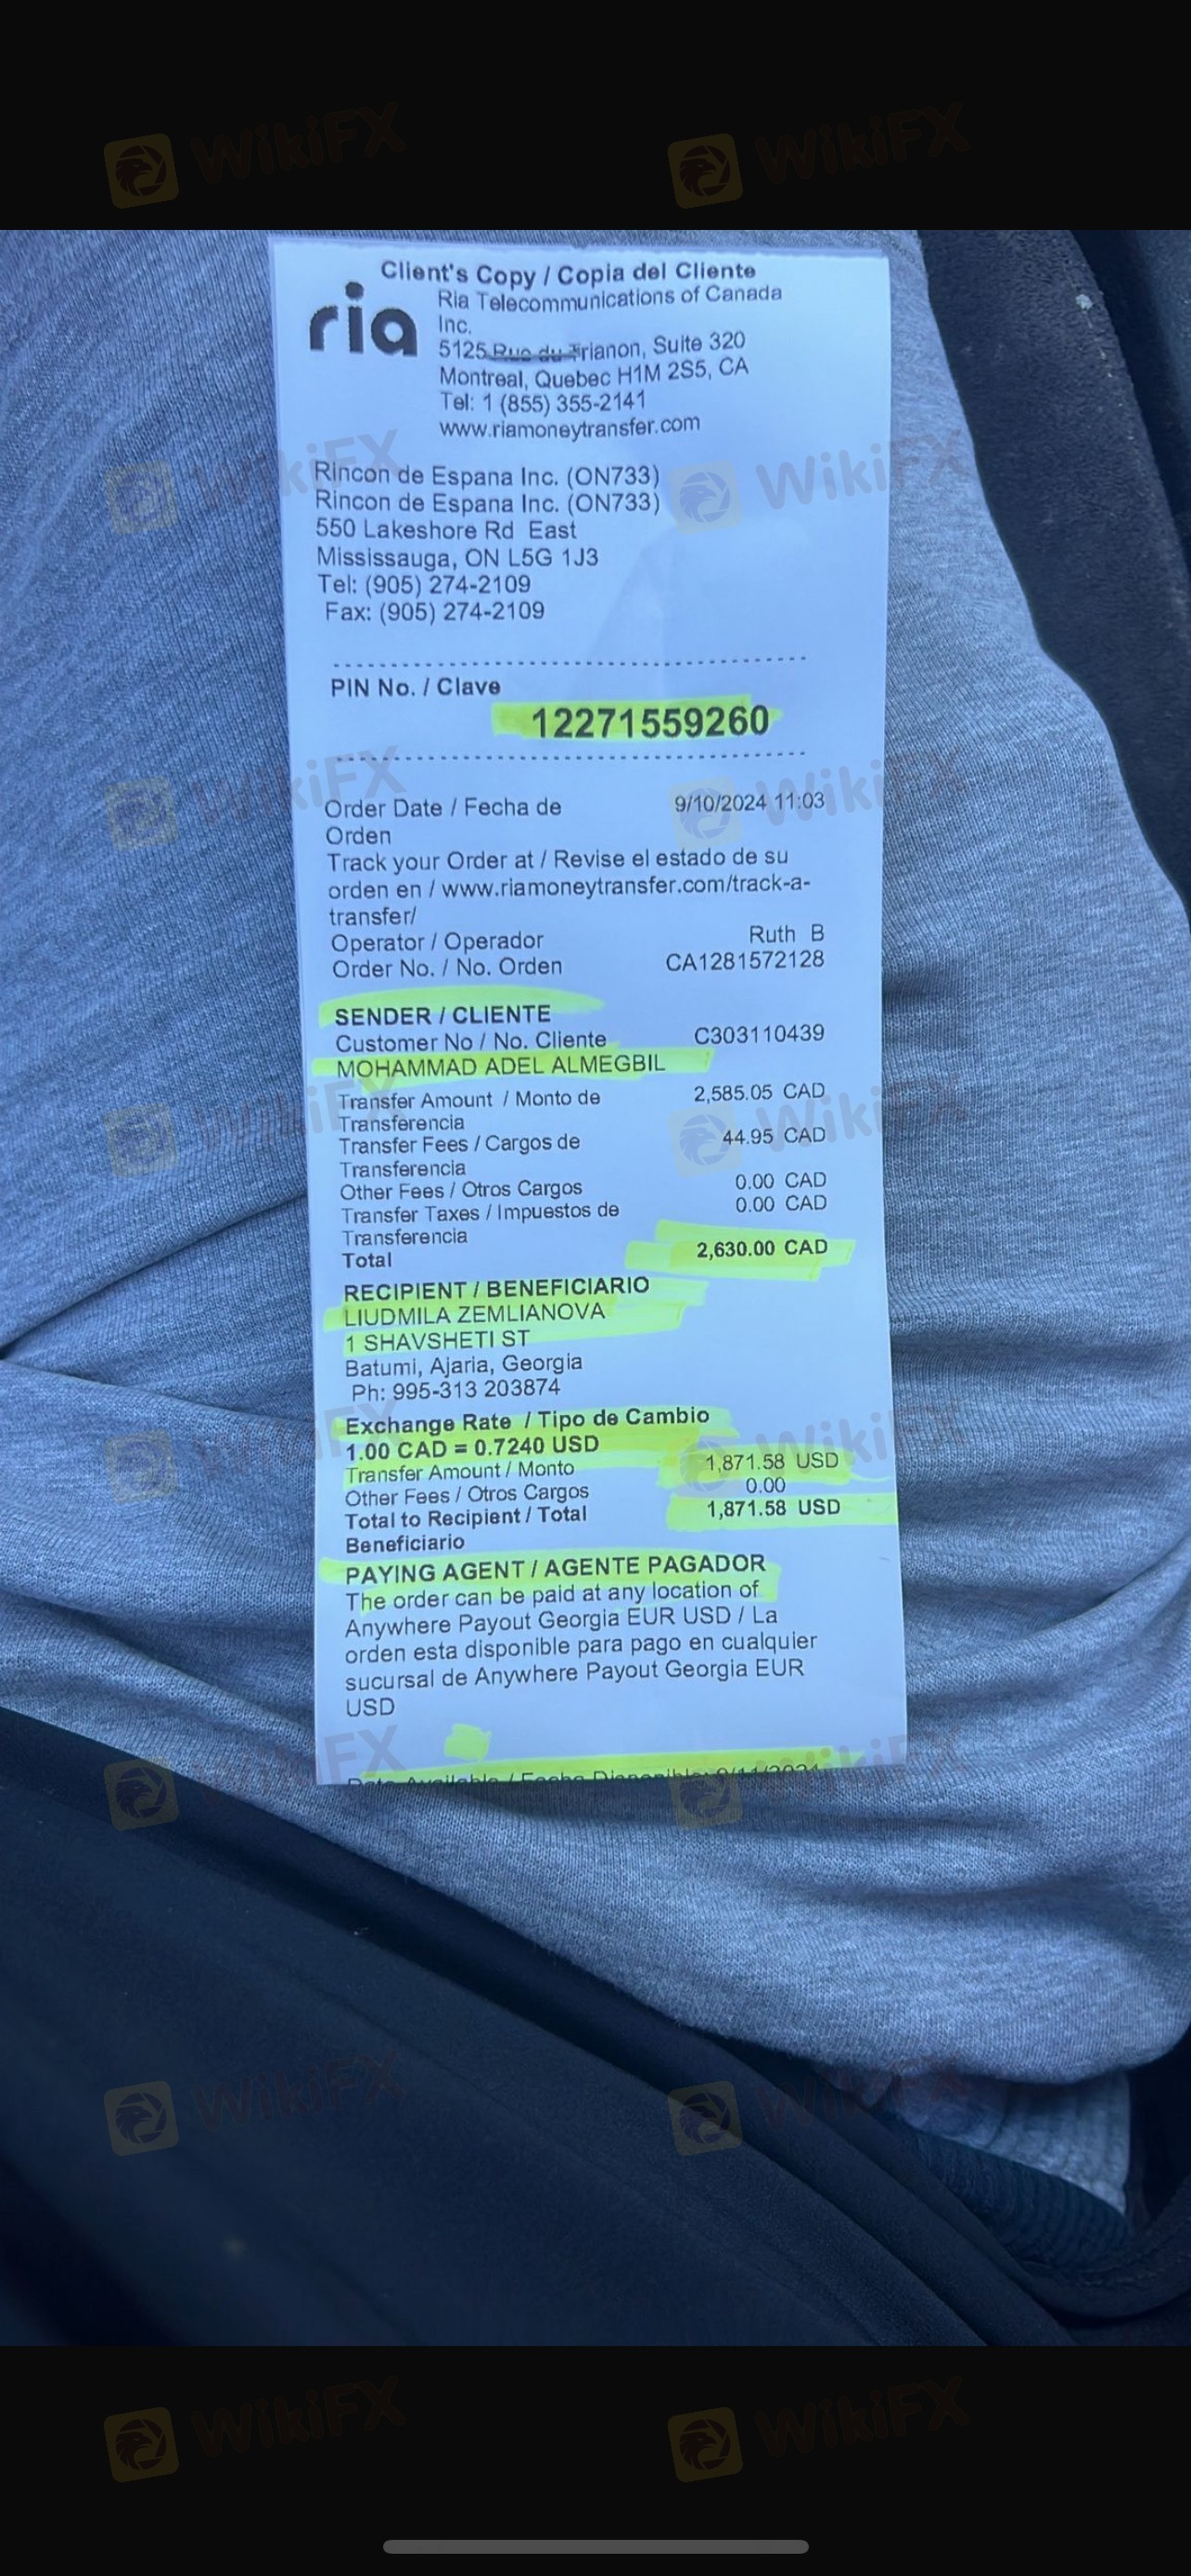 Client's Copy / Copia del Cliente
ria
Ria Telecommunications of Canada
Inc.
5125 Rue du Trianon, Suite 320
Montreal, Quebec H1M 2S5, CA
Tel: 1 (855) 355-2141
www.riamoneytransfer.com
Rincon de Espana Inc. (ON733)
Rincon de Espana Inc. (ON733)
550 Lakeshore Rd East
Mississauga, ON L5G 1J3
Tel: (905) 274-2109
Fax: (905) 274-2109
PIN No. / Clave
12271559260
Order Date / Fecha de 9/10/2024 11:03
Orden
Track your Order at / Revise el estado de su
orden en / www.riamoneytransfer.com/track-a-
transfer/
Operator / Operador Ruth B
Order No. / No. Orden CA1281572128
SENDER / CLIENTE
Customer No / No. Cliente C303110439
MOHAMMAD ADEL ALMEGBIL
Transfer Amount / Monto de 2,585.05 CAD
Transferencia
Transfer Fees / Cargos de 44.95 CAD
Transferencia
Other Fees / Otros Cargos 0.00 CAD
Transfer Taxes / Impuestos de 0.00 CAD
Transferencia
Total 2,630.00 CAD
RECIPIENT / BENEFICIARIO
LIUDMILA ZEMLIANOVA
1 SHAVSHETI ST
Batumi, Ajaria, Georgia
Ph: 995-313 203874
Exchange Rate / Tipo de Cambio
1.00 CAD = 0.7240 USD
Transfer Amount / Monto 1,871.58 USD
Other Fees / Otros Cargos 0.00
Total to Recipient / Total 1,871.58 USD
Beneficiario
PAYING AGENT / AGENTE PAGADOR
The order can be paid at any location of
Anywhere Payout Georgia EUR USD / La
orden esta disponible para pago en cualquier
sucursal de Anywhere Payout Georgia EUR
USD
Date Available / Fecha Disponible: 9/11/2024
WikiFX